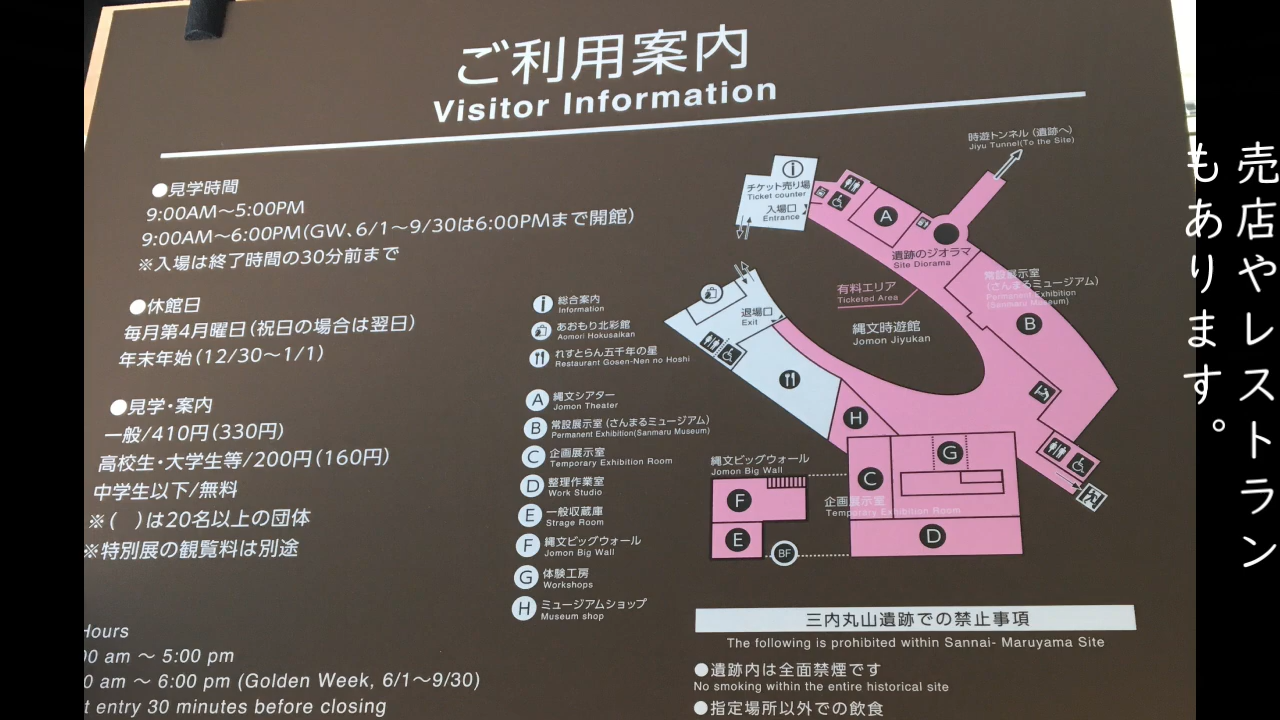 ご利用案内
Visitor Information
●見学時間
9:00AM～5:00PM
9:00AM～6:00PM(GW、6/1～9/30は6:00PMまで開館)
※入場は終了時間の30分前まで
●休館日
毎月第4月曜日(祝日の場合は翌日)
年末年始(12/30～1/1)
●見学・案内
一般/410円(330円)
高校生・大学生等/200円(160円)
中学生以下/無料
※(　)は20名以上の団体
※特別展の観覧料は別途
Hours
00 am ～ 5:00 pm
0 am ～ 6:00 pm (Golden Week, 6/1～9/30)
t entry 30 minutes before closing
i 総合案内
Information
あおもり北彩館
Aomori Hokusaikan
れすとらん五千年の星
Restaurant Gosen-Nen no Hoshi
A 縄文シアター
Jomon Theater
B 常設展示室(さんまるミュージアム)
Permanent Exhibition(Sanmaru Museum)
C 企画展示室
Temporary Exhibition Room
D 整理作業室
Work Studio
E 一般収蔵庫
Strage Room
F 縄文ビッグウォール
Jomon Big Wall
G 体験工房
Workshops
H ミュージアムショップ
Museum shop
時遊トンネル(遺跡へ)
Jiyu Tunnel(To the Site)
i
チケット売り場
Ticket counter
入場口
Entrance
A
遺跡のジオラマ
Site Diorama
有料エリア
Ticketed Area
常設展示室
(さんまるミュージアム)
Permanent Exhibition
(Sanmaru Museum)
B
退場口
Exit
縄文時遊館
Jomon Jiyukan
H
G
縄文ビッグウォール
Jomon Big Wall
C
F
企画展示室
Temporary Exhibition Room
E
D
BF
三内丸山遺跡での禁止事項
The following is prohibited within Sannai- Maruyama Site
●遺跡内は全面禁煙です
No smoking within the entire historical site
●指定場所以外での飲食
売店やレストラン
もあります。